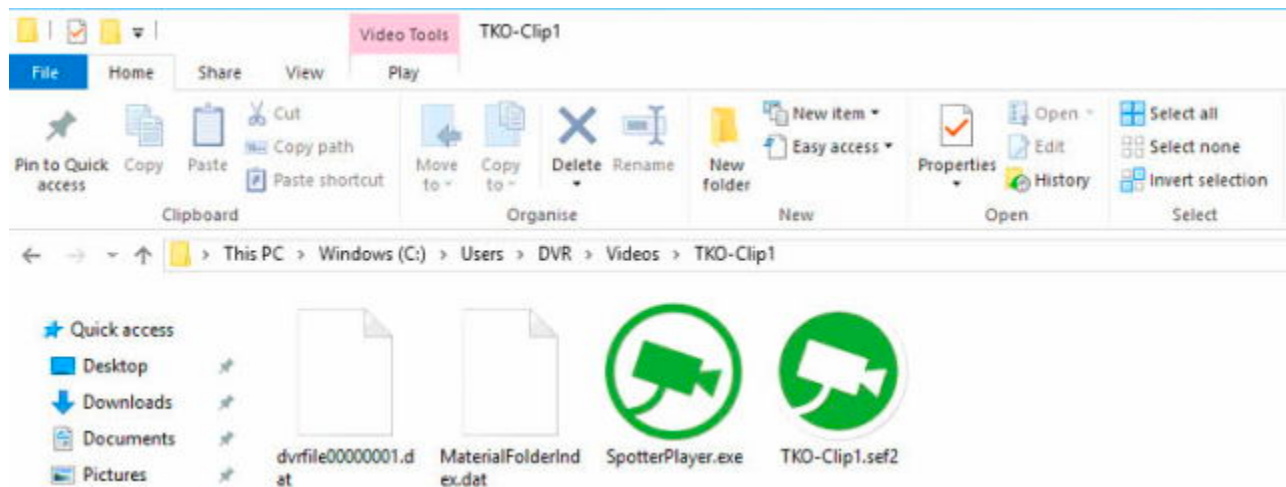 Video Tools TKO-Clip1
File Home Share View Play
Pin to Quick access
Copy
Paste
Cut
Copy path
Paste shortcut
Move to
Copy to
Delete
Rename
New folder
New item
Easy access
Properties
Open
Edit
History
Select all
Select none
Invert selection
Clipboard Organise New Open Select
This PC > Windows (C:) > Users > DVR > Videos > TKO-Clip1
Quick access
Desktop
Downloads
Documents
Pictures
dvrfile00000001.d
at
MaterialFolderInd
ex.dat
SpotterPlayer.exe
TKO-Clip1.sef2